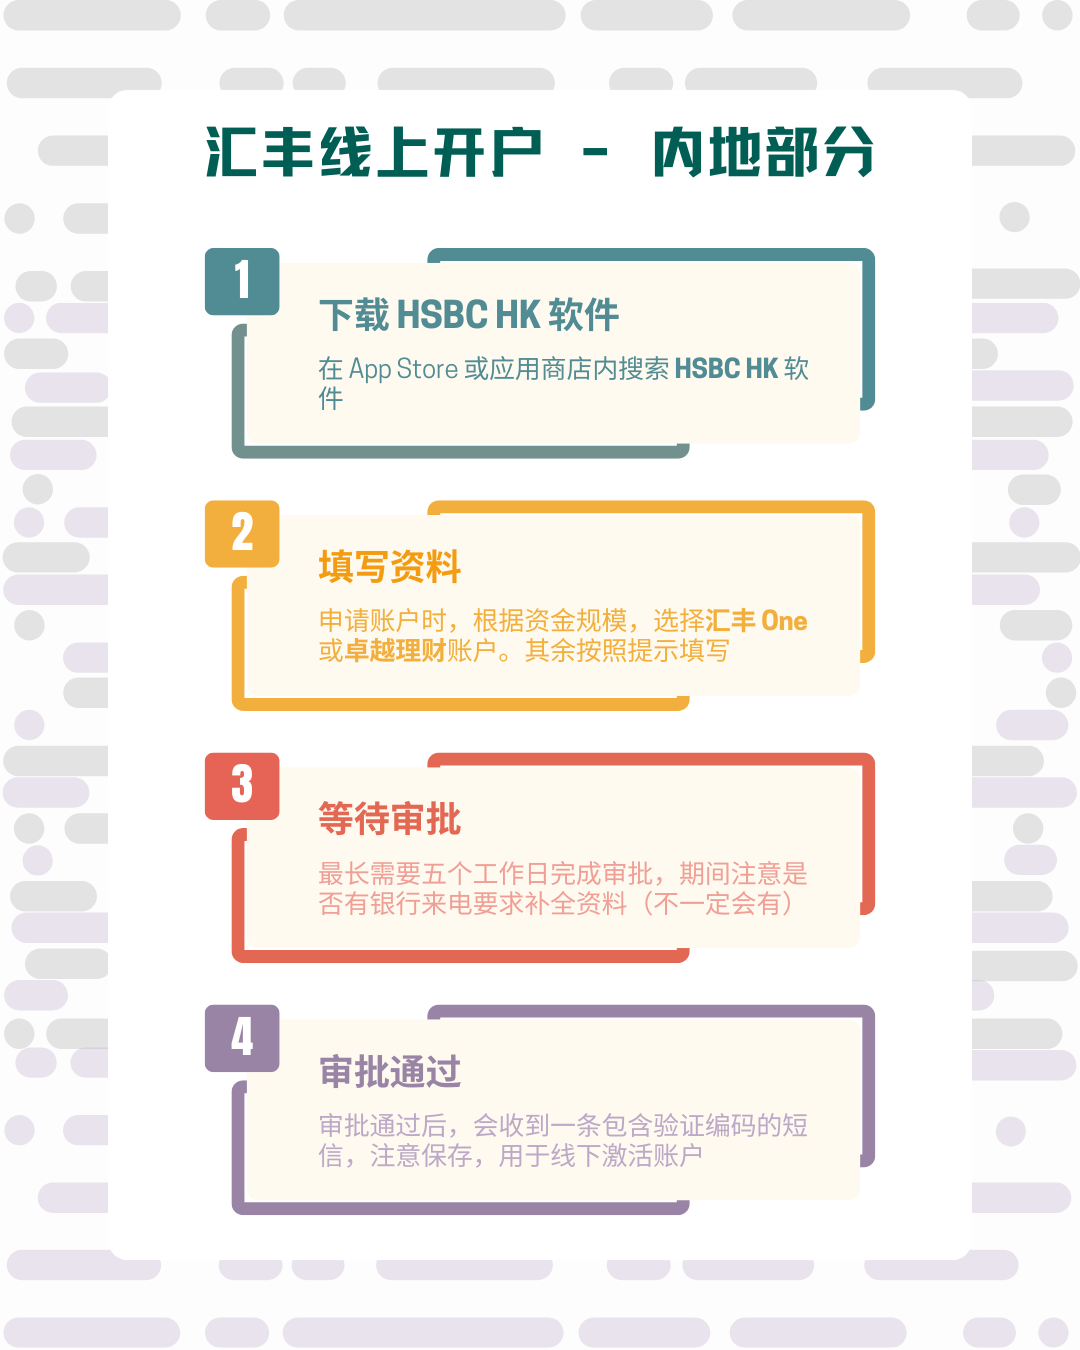 汇丰线上开户 - 内地部分
1
下载 HSBC HK 软件
在 App Store 或应用商店内搜索 HSBC HK 软
件
2
填写资料
申请账户时，根据资金规模，选择汇丰 One
或卓越理财账户。其余按照提示填写
3
等待审批
最长需要五个工作日完成审批，期间注意是
否有银行来电要求补全资料（不一定会有）
4
审批通过
审批通过后，会收到一条包含验证编码的短
信，注意保存，用于线下激活账户